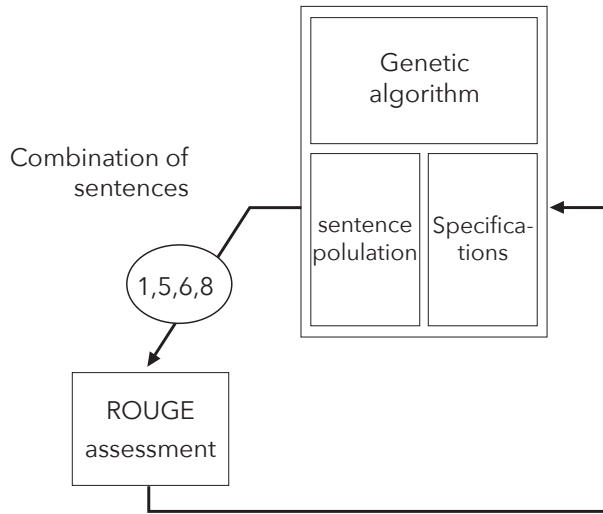 Genetic
algorithm
Combination of
sentences
sentence
polulation
Specifica-
tions
1,5,6,8
ROUGE
assessment